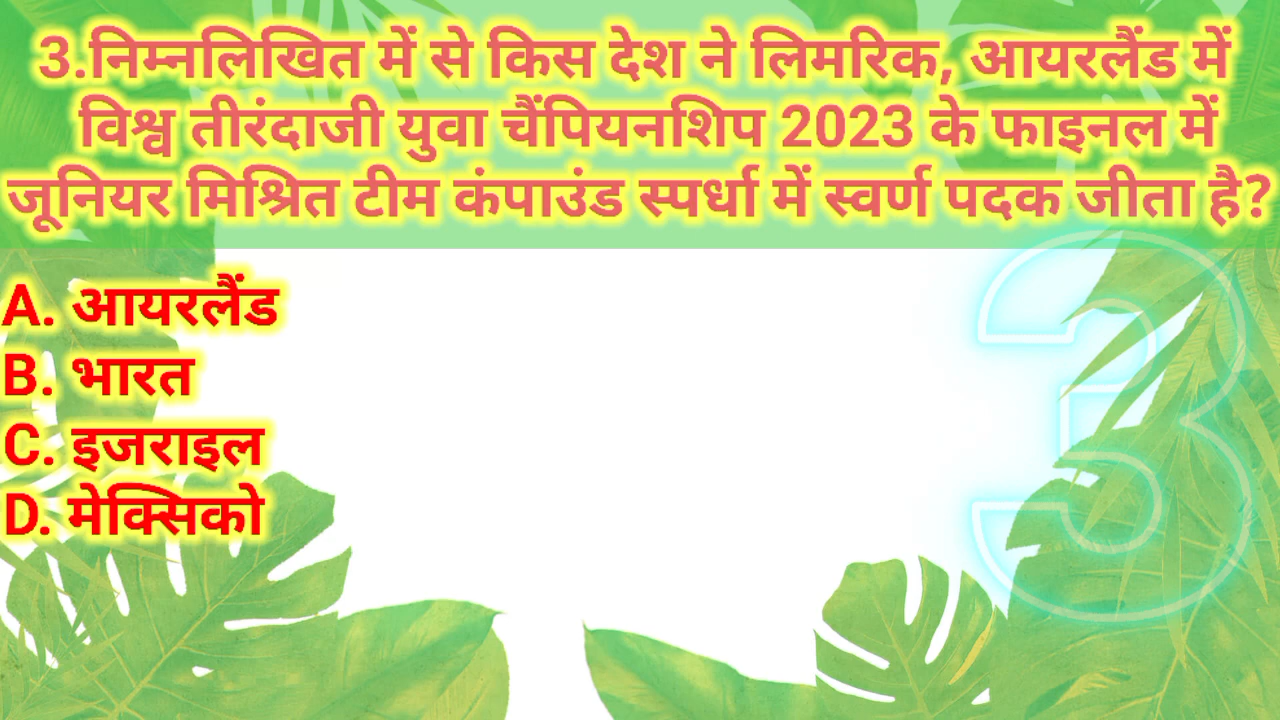 3.निम्नलिखित में से किस देश ने लिमरिक, आयरलैंड में
विश्व तीरंदाजी युवा चैंपियनशिप 2023 के फाइनल में
जूनियर मिश्रित टीम कंपाउंड स्पर्धा में स्वर्ण पदक जीता है?
A. आयरलैंड
B. भारत
C. इजराइल
D. मेक्सिको
3